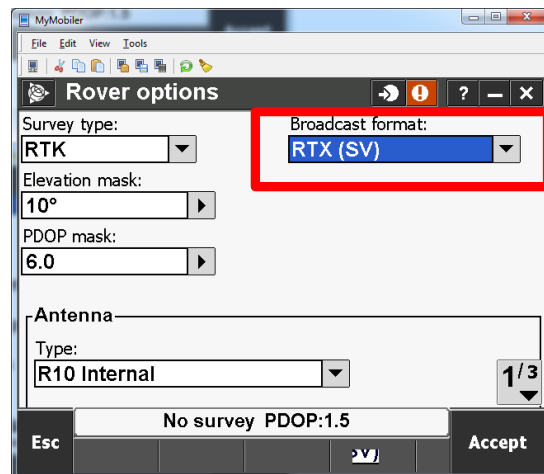 MyMobiler
File Edit View Tools
Rover options
? – X
Survey type:
Broadcast format:
RTK
RTX (SV)
Elevation mask:
10°
PDOP mask:
6.0
Antenna
Type:
R10 Internal
1/3
No survey PDOP:1.5
Esc
Accept